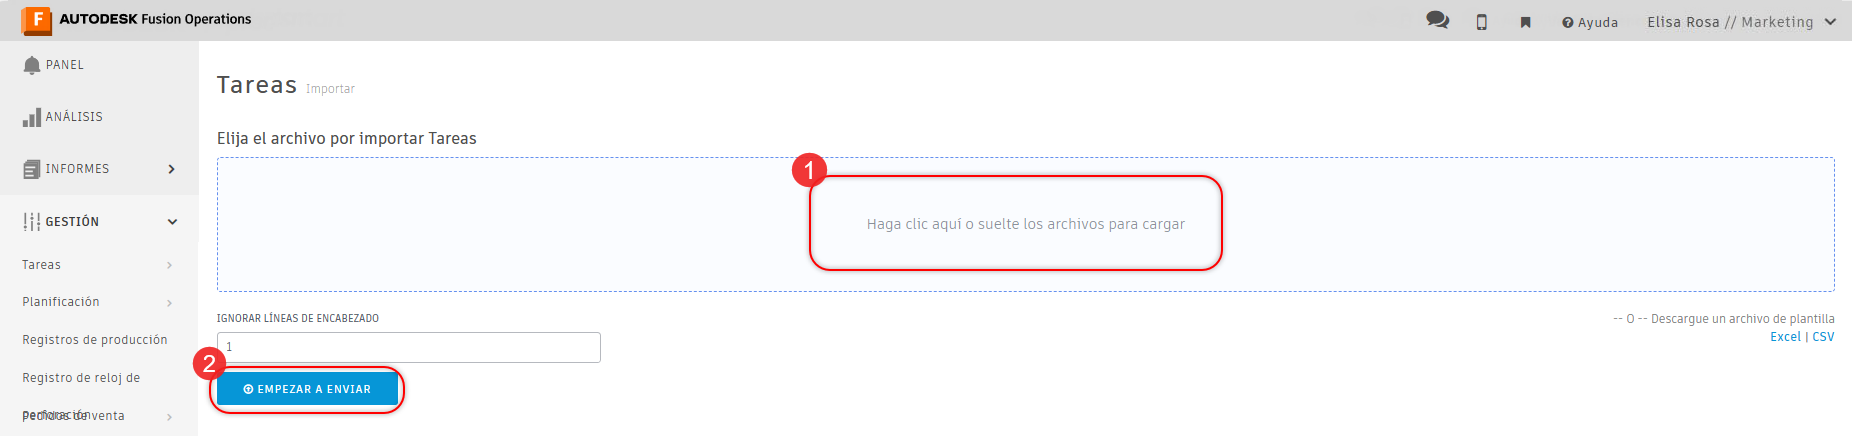 F AUTODESK Fusion Operations
Ayuda
Elisa Rosa // Marketing
PANEL
ANÁLISIS
INFORMES
GESTIÓN
Tareas
Planificación
Registros de producción
Registro de reloj de
perforación
Pedidos de venta
Tareas Importar
Elija el archivo por importar Tareas
1
Haga clic aquí o suelte los archivos para cargar
IGNORAR LÍNEAS DE ENCABEZADO
1
-- O -- Descargue un archivo de plantilla
Excel | CSV
2
EMPEZAR A ENVIAR